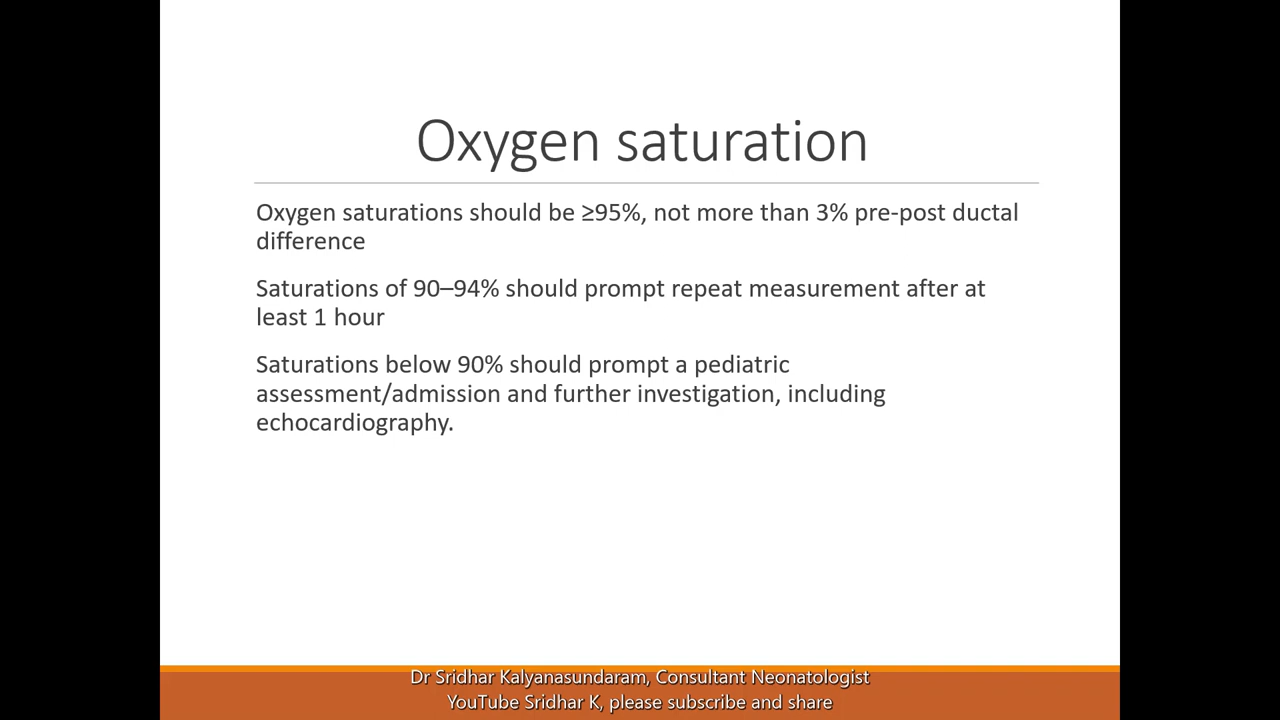 Oxygen saturation
Oxygen saturations should be ≥95%, not more than 3% pre-post ductal
difference
Saturations of 90–94% should prompt repeat measurement after at
least 1 hour
Saturations below 90% should prompt a pediatric
assessment/admission and further investigation, including
echocardiography.
Dr Sridhar Kalyanasundaram, Consultant Neonatologist
YouTube Sridhar K, please subscribe and share